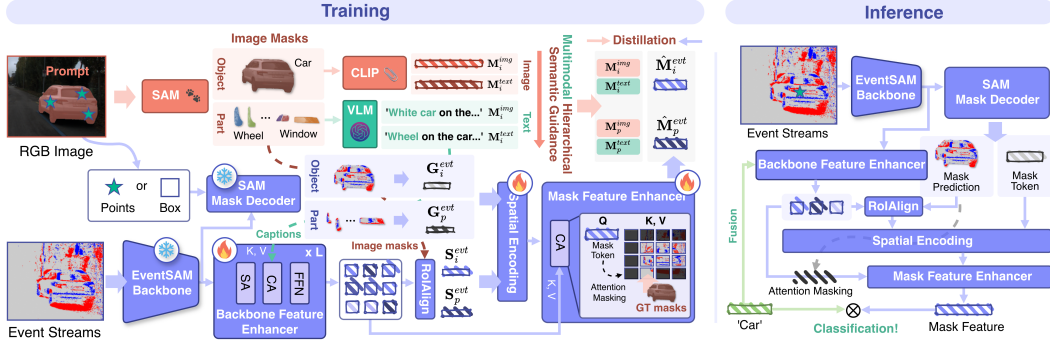 Training
Inference
Image Masks
Prompt
SAM
Object
Car
Part
Wheel
Window
CLIP
VLM
M_i^{img}
M_i^{text}
Image
'White car on the...' M_i^{img}
'Wheel on the car...' M_i^{text}
Text
Multimodal Hierarchical
Semantic Guidance
Distillation
M_i^{img}
M_i^{text}
M̂_i^{evt}
M_p^{img}
M_p^{text}
M̂_p^{evt}
RGB Image
or
Points
Box
SAM
Mask Decoder
Object
G_i^{evt}
Part
G_p^{evt}
Captions
Image masks
Event Streams
EventSAM
Backbone
K, V
x L
SA
CA
FFN
Backbone Feature
Enhancer
RoIAlign
S_i^{evt}
S_p^{evt}
Spatial Encoding
Mask Feature Enhancer
CA
K, V
Q
K, V
Mask
Token
Attention
Masking
GT masks
Event Streams
EventSAM
Backbone
SAM
Mask Decoder
Backbone Feature Enhancer
Mask
Prediction
Mask
Token
RoIAlign
Fusion
Spatial Encoding
Mask Feature Enhancer
Attention Masking
'Car'
Classification!
Mask Feature